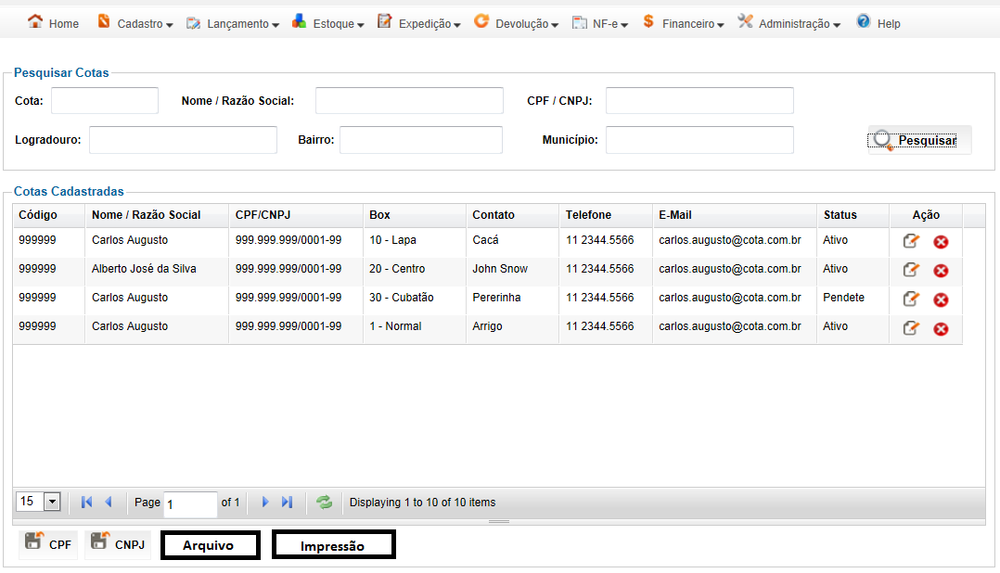 Home Cadastro Lançamento Estoque Expedição Devolução NF-e Financeiro Administração Help
Pesquisar Cotas
Cota: Nome / Razão Social: CPF / CNPJ:
Logradouro: Bairro: Município: Pesquisar
Cotas Cadastradas
Código Nome / Razão Social CPF/CNPJ Box Contato Telefone E-Mail Status Ação
999999 Carlos Augusto 999.999.999/0001-99 10 - Lapa Cacá 11 2344.5566 carlos.augusto@cota.com.br Ativo
999999 Alberto José da Silva 999.999.999/0001-99 20 - Centro John Snow 11 2344.5566 carlos.augusto@cota.com.br Ativo
999999 Carlos Augusto 999.999.999/0001-99 30 - Cubatão Pererinha 11 2344.5566 carlos.augusto@cota.com.br Pendete
999999 Carlos Augusto 999.999.999/0001-99 1 - Normal Arrigo 11 2344.5566 carlos.augusto@cota.com.br Ativo
15 Page 1 of 1 Displaying 1 to 10 of 10 items
CPF CNPJ Arquivo Impressão